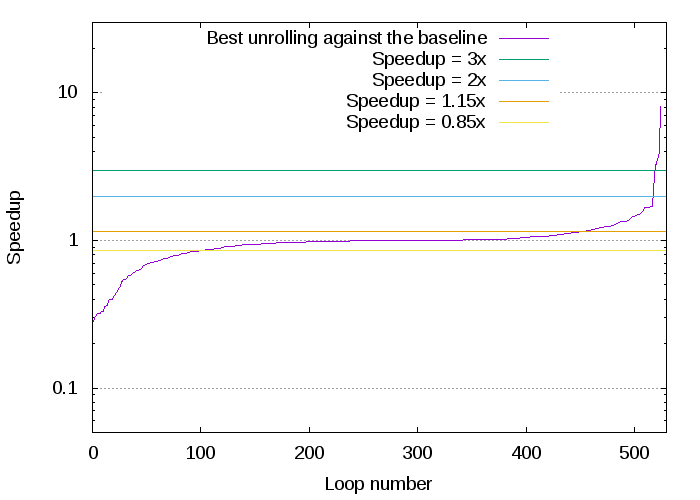 Best unrolling against the baseline
Speedup = 3x
Speedup = 2x
Speedup = 1.15x
Speedup = 0.85x
10
1
0.1
Speedup
0 100 200 300 400 500
Loop number